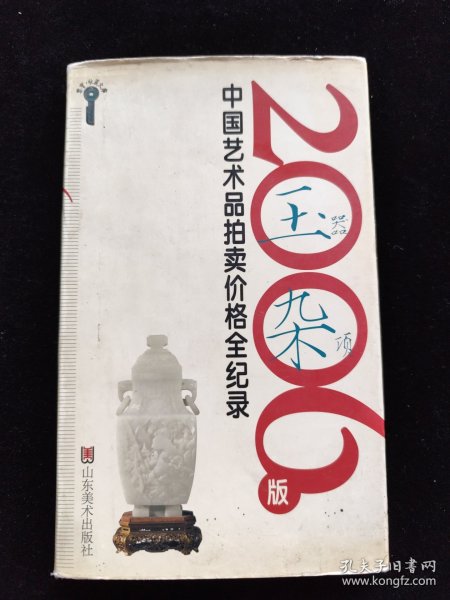 2006
版
玉器
杂项
中国艺术品拍卖价格全纪录
美
山东美术出版社
孔夫子旧书网
www.kongfz.com